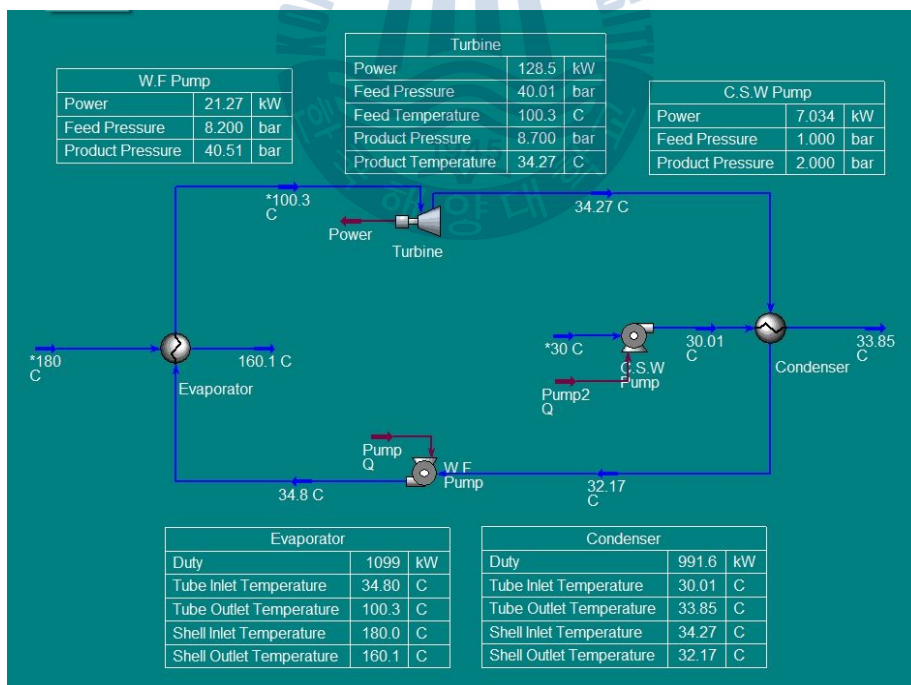 Turbine
Power 128.5 kW
Feed Pressure 40.01 bar
Feed Temperature 100.3 C
Product Pressure 8.700 bar
Product Temperature 34.27 C
W.F Pump
Power 21.27 kW
Feed Pressure 8.200 bar
Product Pressure 40.51 bar
C.S.W Pump
Power 7.034 kW
Feed Pressure 1.000 bar
Product Pressure 2.000 bar
*100.3
C
34.27 C
Power
Turbine
*180
C
160.1 C
Evaporator
*30 C
30.01
C
33.85
C
C.S.W
Pump
Condenser
Pump2
Q
Pump
Q
W.F
Pump
34.8 C
32.17
C
Evaporator
Duty 1099 kW
Tube Inlet Temperature 34.80 C
Tube Outlet Temperature 100.3 C
Shell Inlet Temperature 180.0 C
Shell Outlet Temperature 160.1 C
Condenser
Duty 991.6 kW
Tube Inlet Temperature 30.01 C
Tube Outlet Temperature 33.85 C
Shell Inlet Temperature 34.27 C
Shell Outlet Temperature 32.17 C